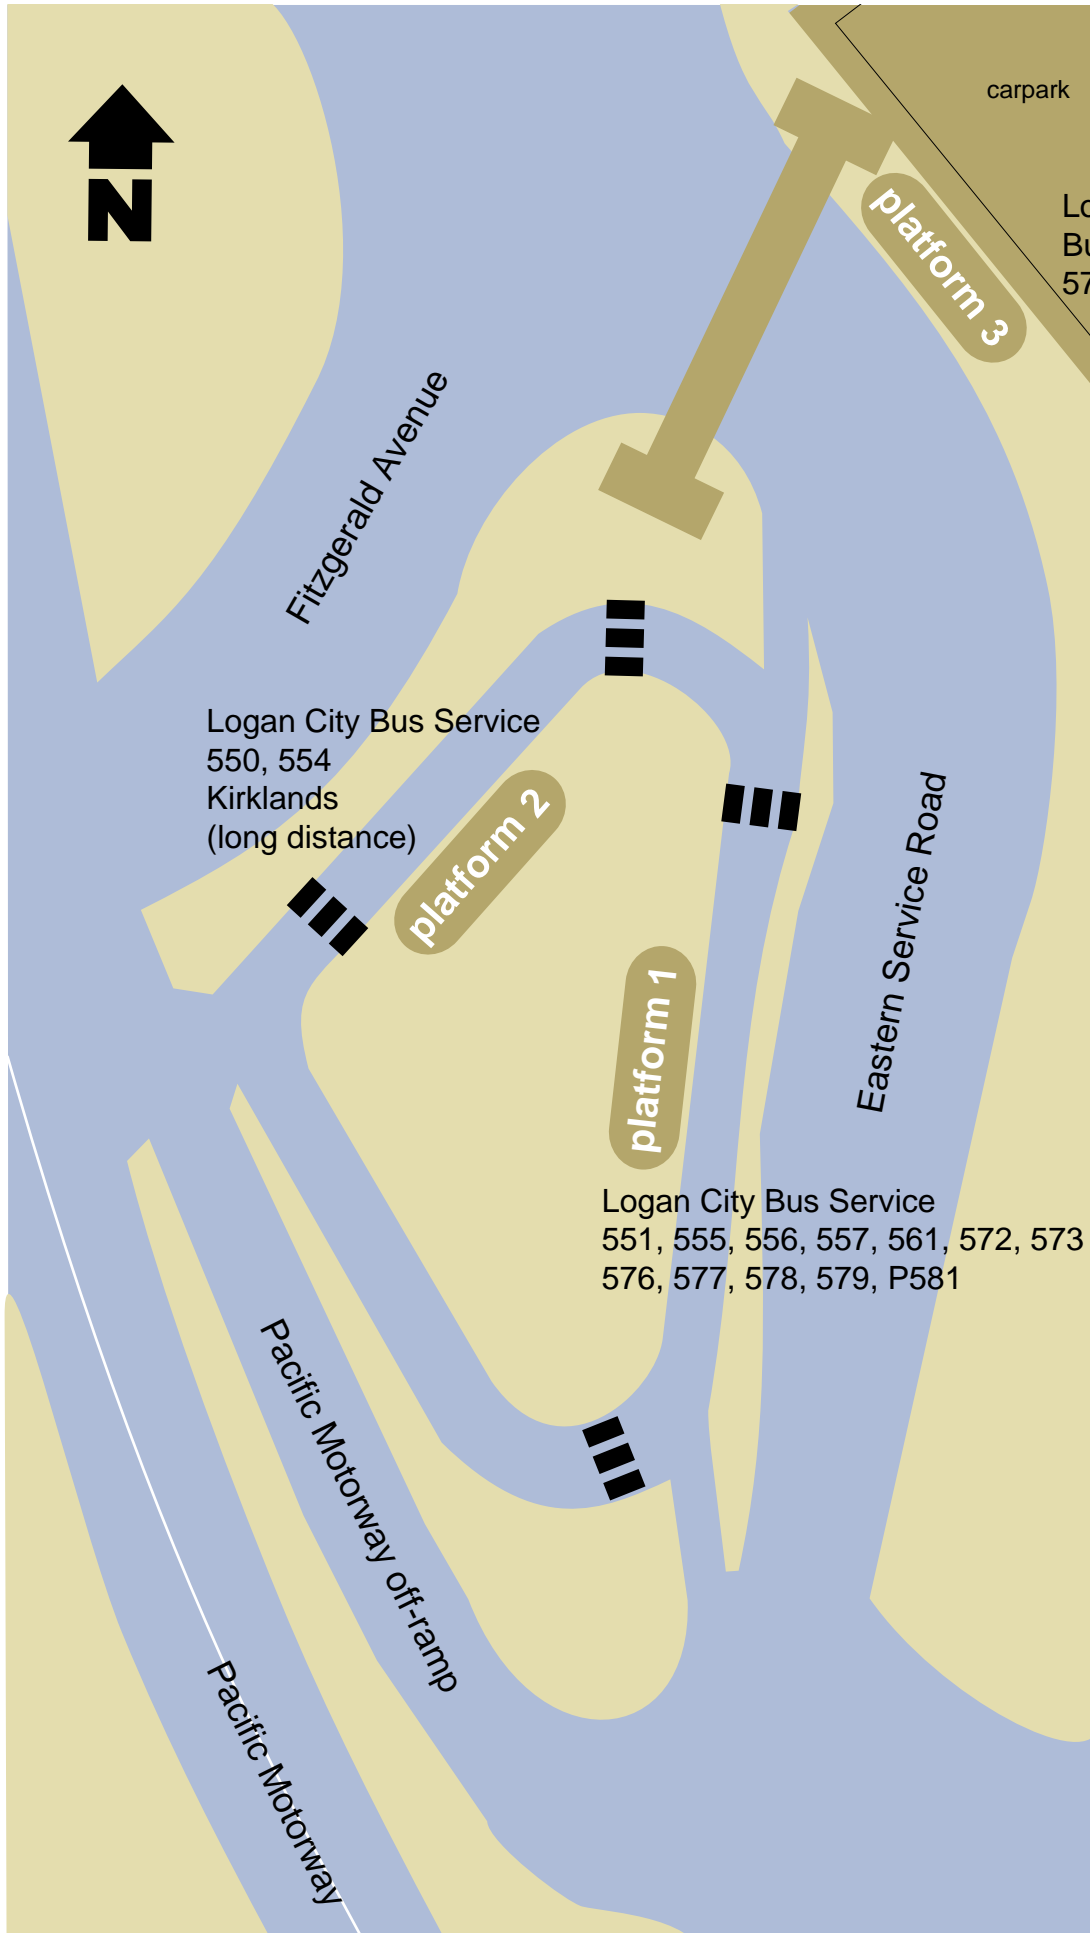 carpark
N
platform 3
Fitzgerald Avenue
Logan City Bus Service
550, 554
Kirklands
(long distance)
platform 2
Eastern Service Road
platform 1
Logan City Bus Service
551, 555, 556, 557, 561, 572, 573
576, 577, 578, 579, P581
Pacific Motorway off-ramp
Pacific Motorway